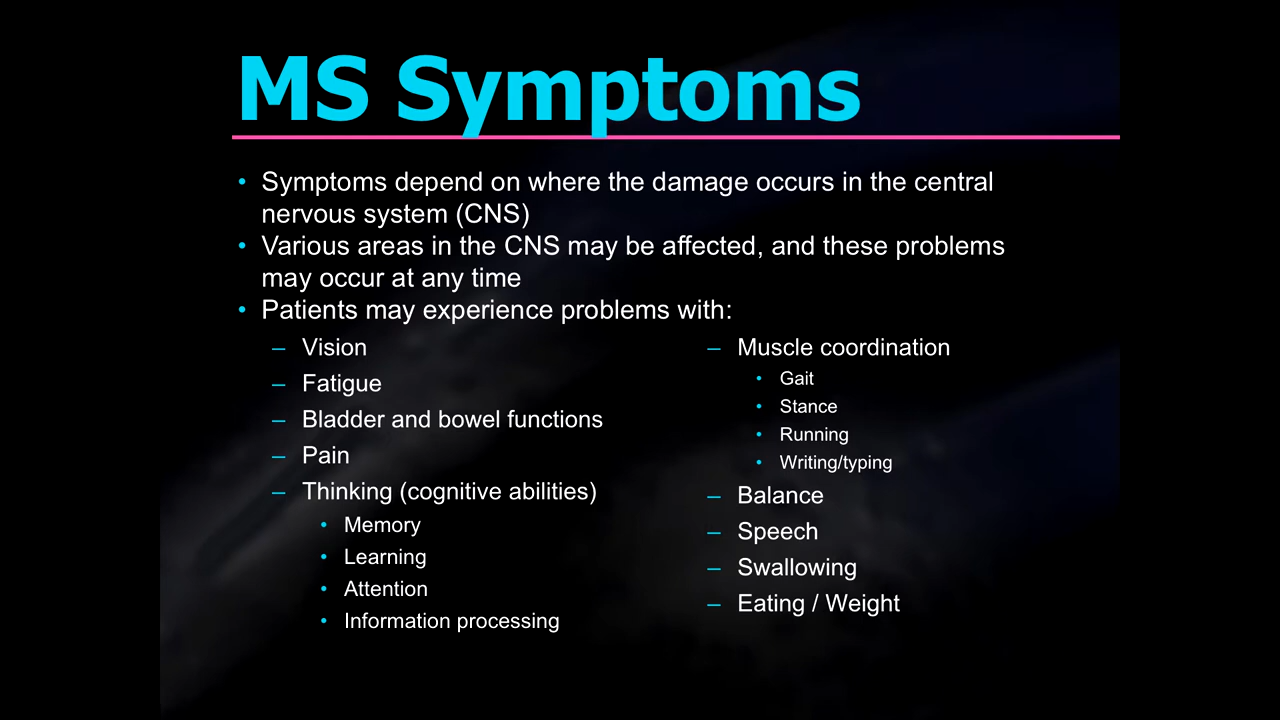 MS Symptoms
• Symptoms depend on where the damage occurs in the central
nervous system (CNS)
• Various areas in the CNS may be affected, and these problems
may occur at any time
• Patients may experience problems with:
– Vision
– Fatigue
– Bladder and bowel functions
– Pain
– Thinking (cognitive abilities)
• Memory
• Learning
• Attention
• Information processing
– Muscle coordination
• Gait
• Stance
• Running
• Writing/typing
– Balance
– Speech
– Swallowing
– Eating / Weight